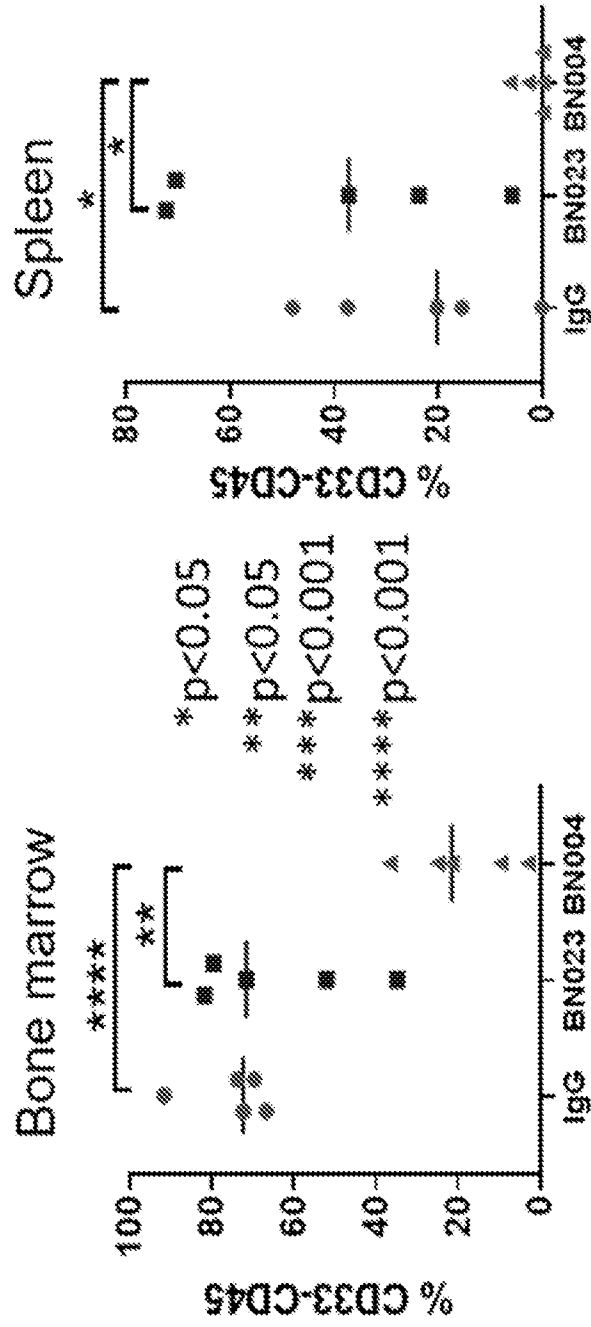 Bone marrow
****
**
% CD33-CD45
100
80
60
40
20
0
IgG BN023 BN004
*p<0.05
**p<0.05
***p<0.001
****p<0.001
Spleen
*
*
% CD33-CD45
80
60
40
20
0
IgG BN023 BN004